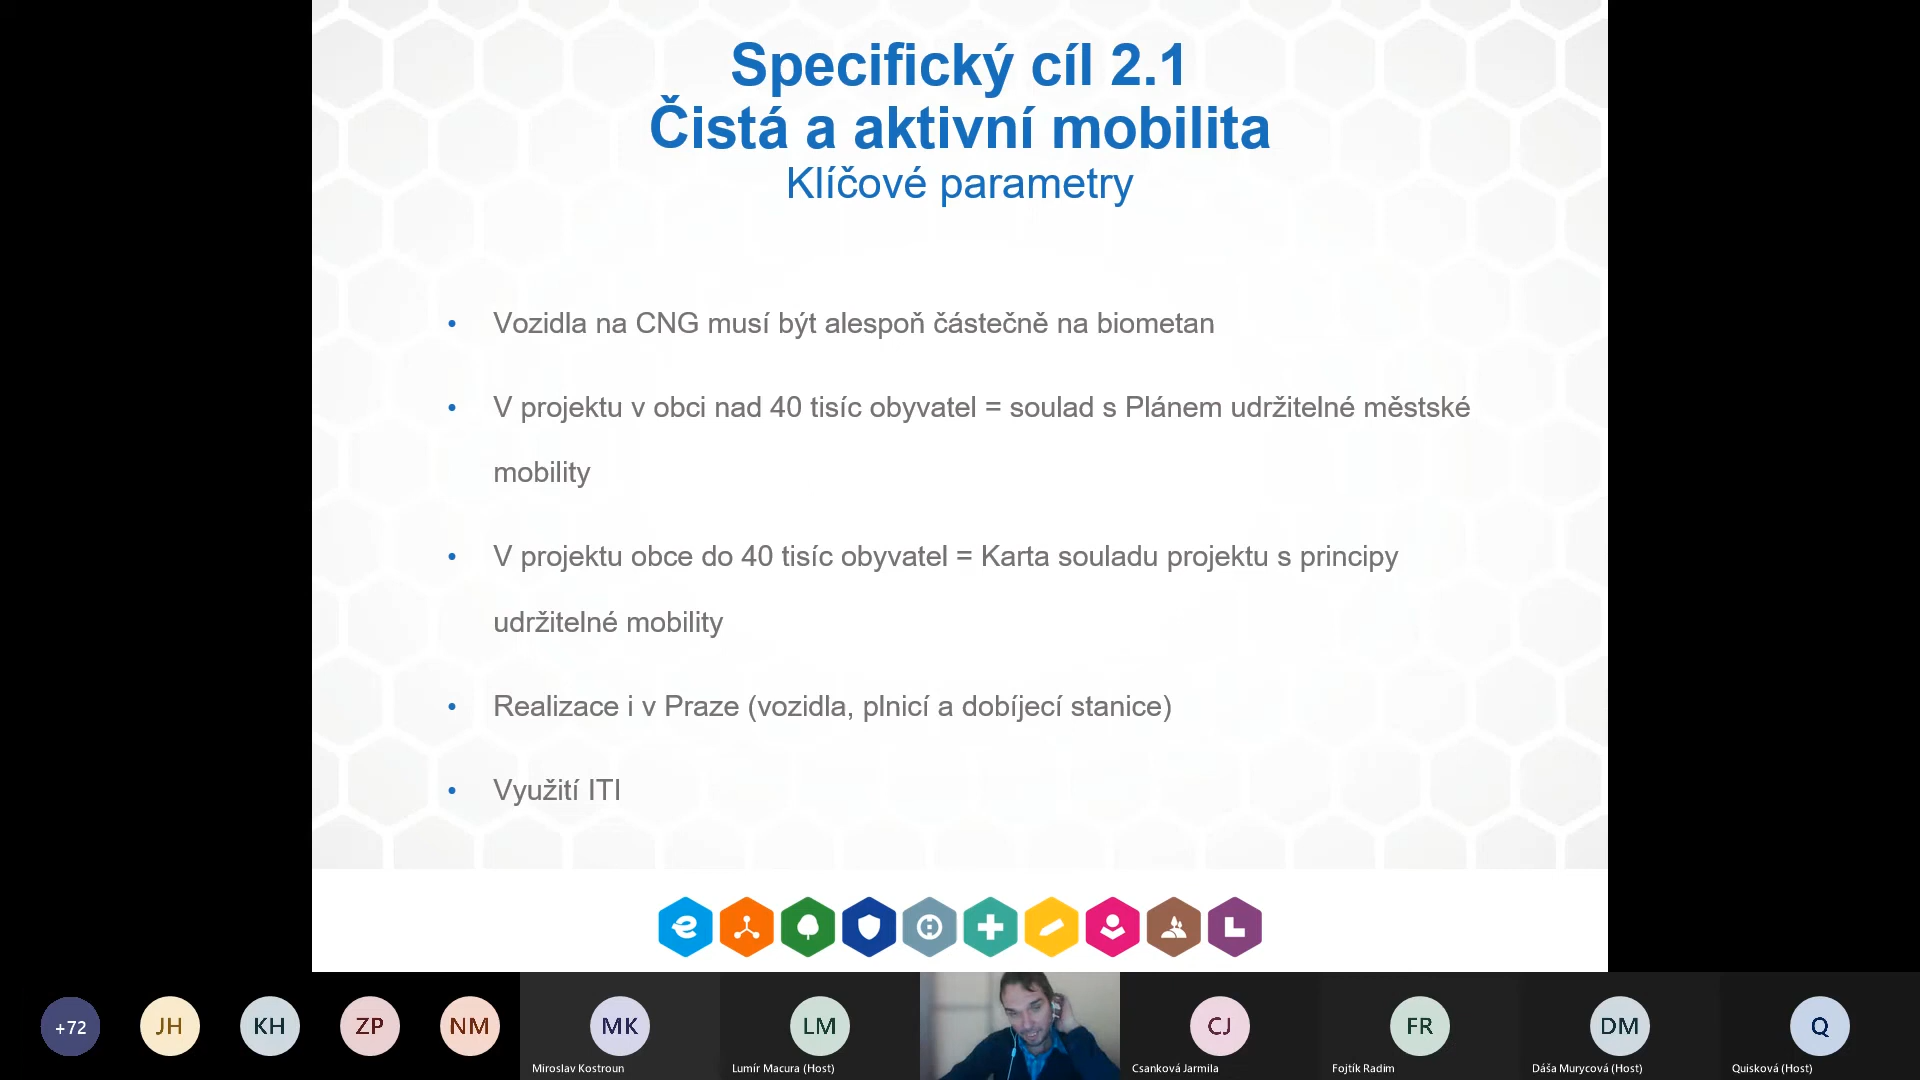 Specifický cíl 2.1
Čistá a aktivní mobilita
Klíčové parametry
• Vozidla na CNG musí být alespoň částečně na biometan
• V projektu v obci nad 40 tisíc obyvatel = soulad s Plánem udržitelné městské
mobility
• V projektu obce do 40 tisíc obyvatel = Karta souladu projektu s principy
udržitelné mobility
• Realizace i v Praze (vozidla, plnicí a dobíjecí stanice)
• Využití ITI
+72
JH
KH
ZP
NM
MK
Miroslav Kostroun
LM
Lumír Macura (Host)
CJ
Csanková Jarmila
FR
Fojtík Radim
DM
Dáša Murycová (Host)
Q
Quisková (Host)